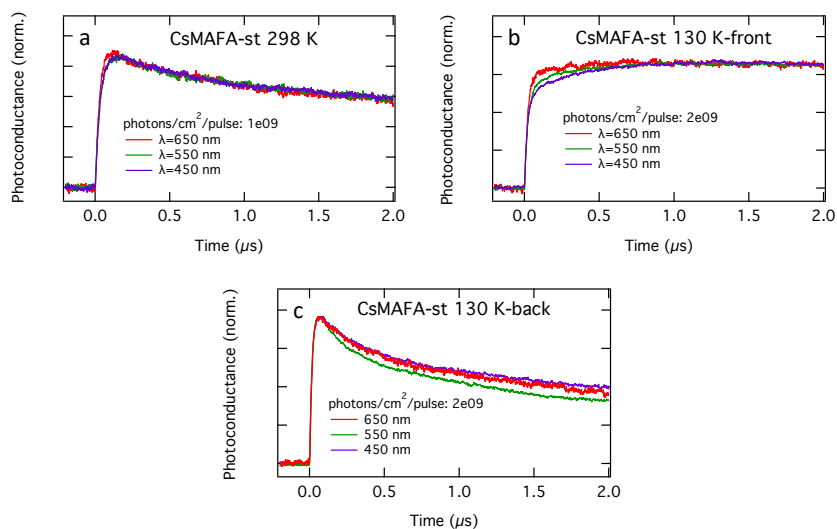 a
CsMAFA-st 298 K
Photoconductance (norm.)
photons/cm²/pulse: 1e09
λ=650 nm
λ=550 nm
λ=450 nm
0.0 0.5 1.0 1.5 2.0
Time (µs)
b
CsMAFA-st 130 K-front
Photoconductance (norm.)
photons/cm²/pulse: 2e09
λ=650 nm
λ=550 nm
λ=450 nm
0.0 0.5 1.0 1.5 2.0
Time (µs)
c
CsMAFA-st 130 K-back
Photoconductance (norm.)
photons/cm²/pulse: 2e09
650 nm
550 nm
450 nm
0.0 0.5 1.0 1.5 2.0
Time (µs)